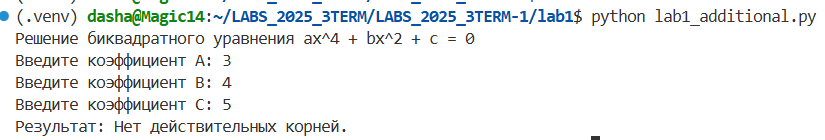 (.venv) dasha@Magic14:~/LABS_2025_3TERM/LABS_2025_3TERM-1/lab1$ python lab1_additional.py
Решение биквадратного уравнения ax^4 + bx^2 + c = 0
Введите коэффициент A: 3
Введите коэффициент B: 4
Введите коэффициент C: 5
Результат: Нет действительных корней.